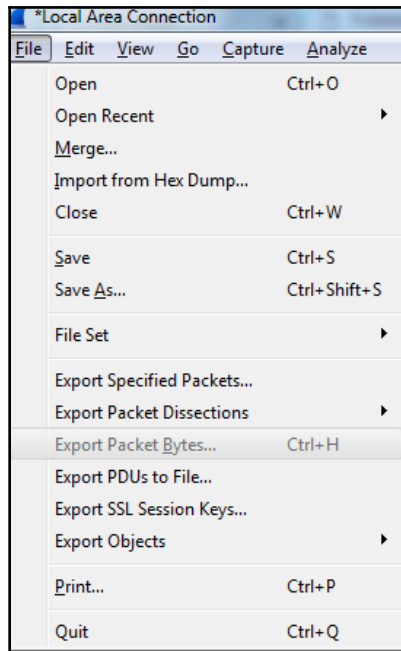 *Local Area Connection
File Edit View Go Capture Analyze
Open Ctrl+O
Open Recent
Merge...
Import from Hex Dump...
Close Ctrl+W
Save Ctrl+S
Save As... Ctrl+Shift+S
File Set
Export Specified Packets...
Export Packet Dissections
Export Packet Bytes... Ctrl+H
Export PDUs to File...
Export SSL Session Keys...
Export Objects
Print... Ctrl+P
Quit Ctrl+Q